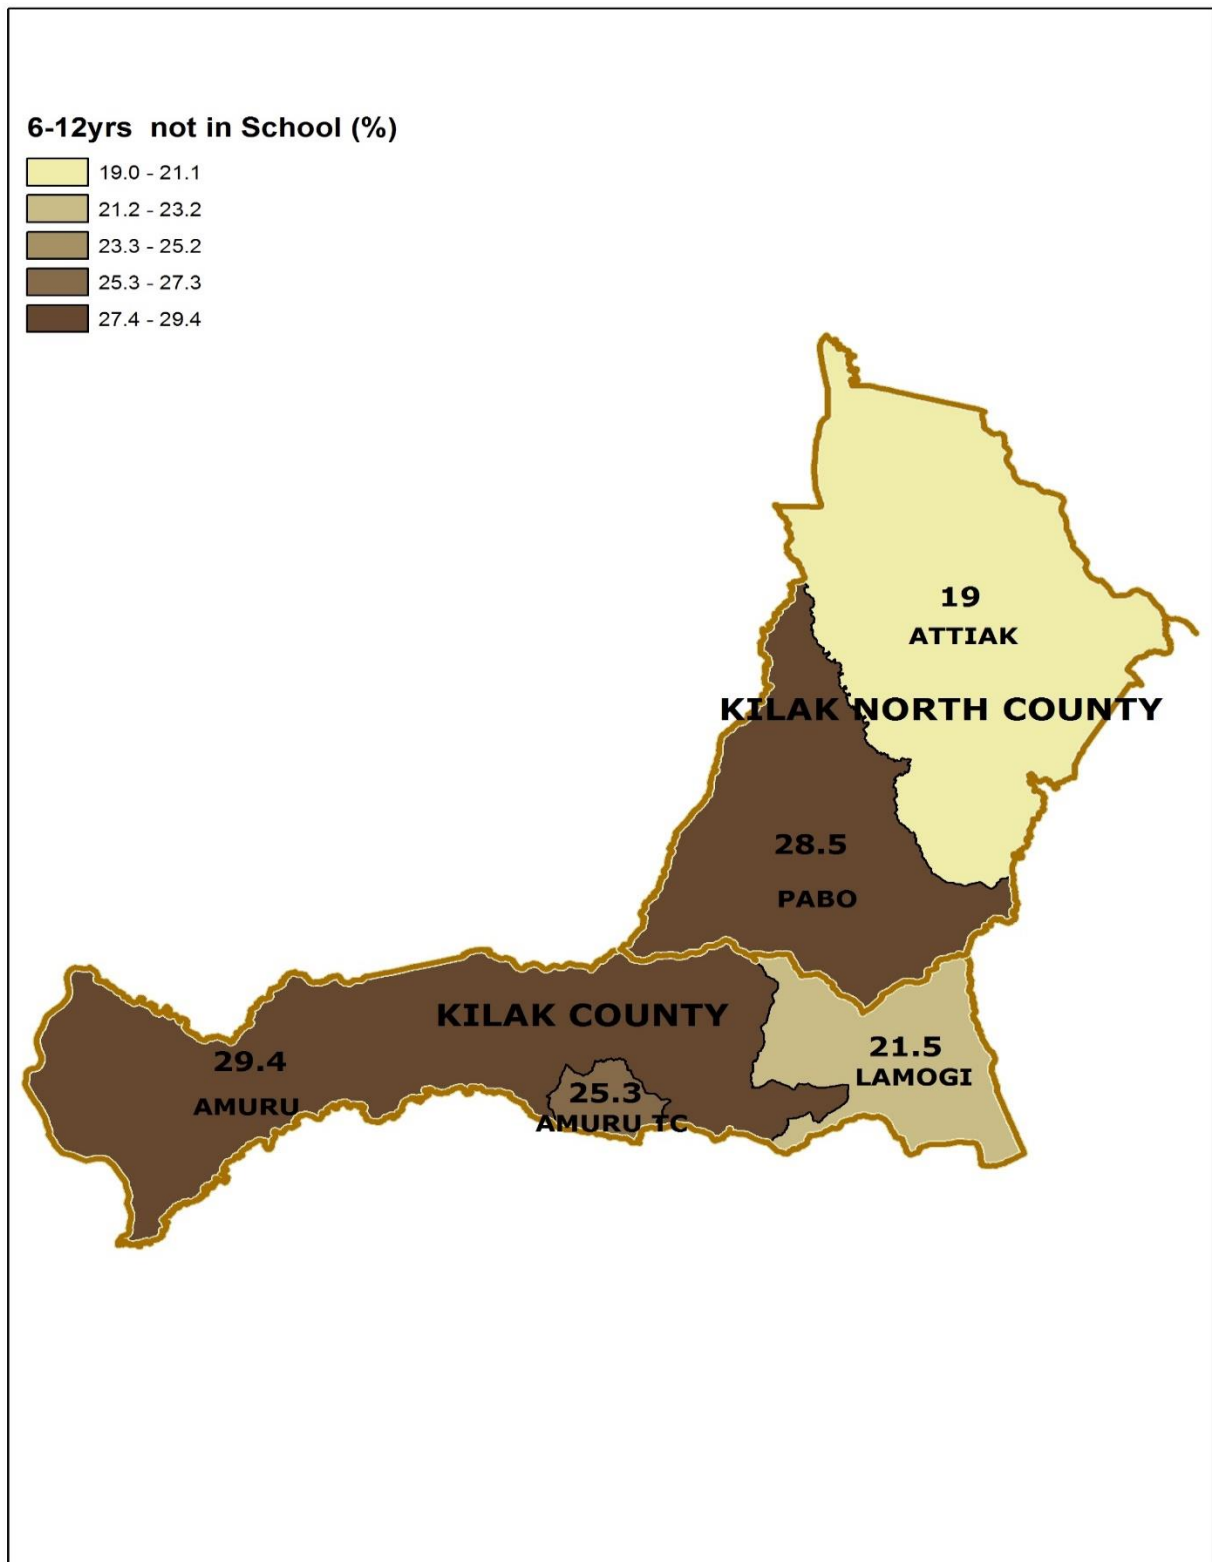 6-12yrs not in School (%)
19.0 - 21.1
21.2 - 23.2
23.3 - 25.2
25.3 - 27.3
27.4 - 29.4
19
ATTIAK
KILAK NORTH COUNTY
28.5
PABO
KILAK COUNTY
29.4
AMURU
25.3
AMURU TC
21.5
LAMOGI